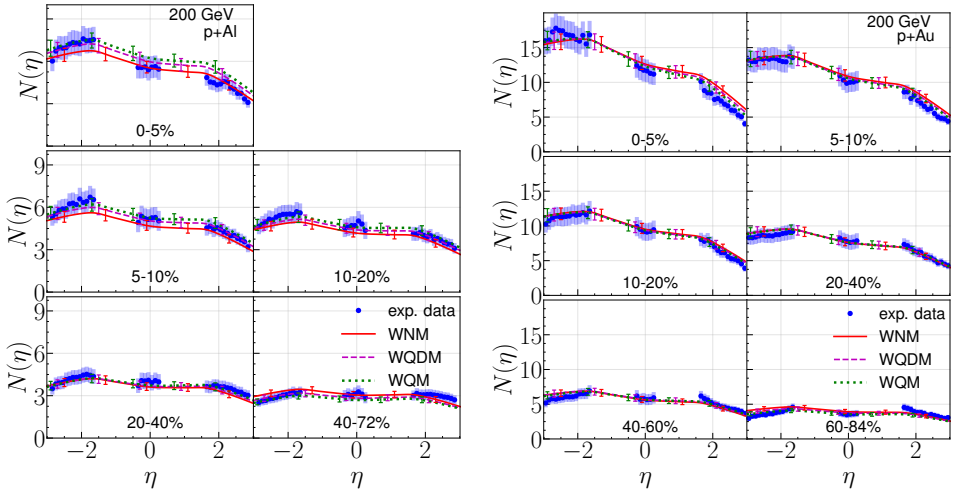 200 GeV
p+Al
N(η)
0-5%
9
6
3
0
N(η)
5-10%
10-20%
9
6
3
0
N(η)
exp. data
WNM
WQDM
WQM
20-40%
40-72%
−2
0
2
−2
0
2
η
η
200 GeV
p+Au
15
10
5
0
N(η)
0-5%
5-10%
15
10
5
0
N(η)
10-20%
20-40%
15
10
5
0
N(η)
exp. data
WNM
WQDM
WQM
40-60%
60-84%
−2
0
2
−2
0
2
η
η